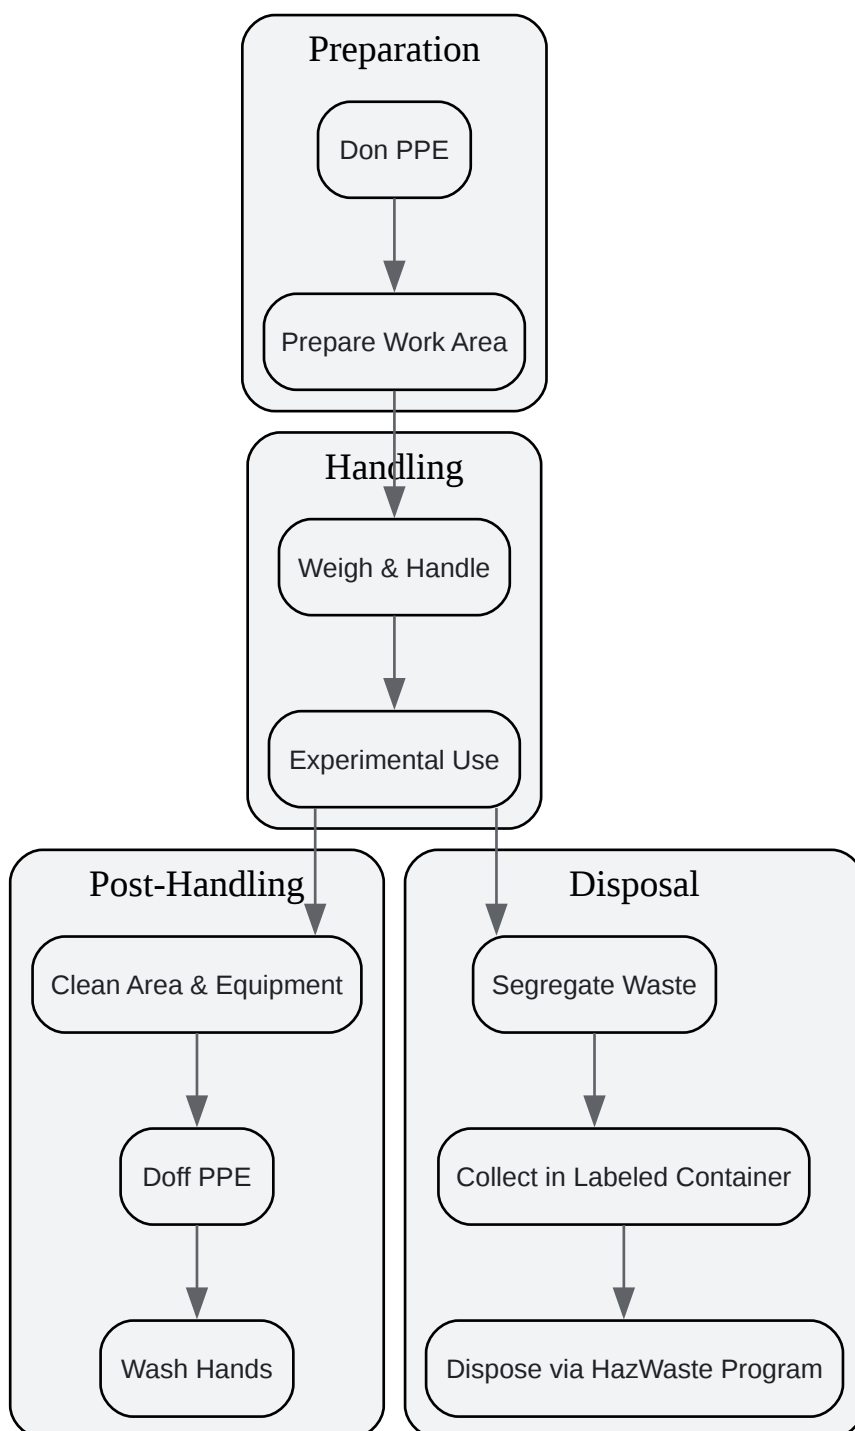 Preparation
Don PPE
Prepare Work Area
Handling
Weigh & Handle
Experimental Use
Post-Handling
Clean Area & Equipment
Doff PPE
Wash Hands
Disposal
Segregate Waste
Collect in Labeled Container
Dispose via HazWaste Program